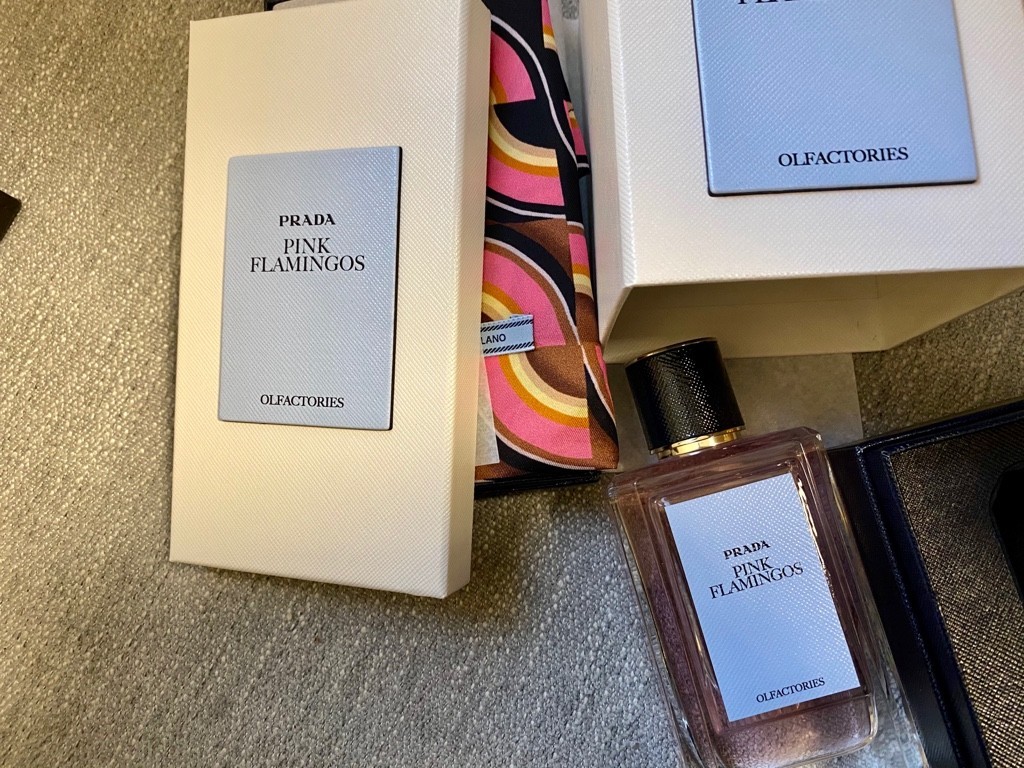 PRADA
PINK
FLAMINGOS
OLFACTORIES
OLFACTORIES
LANO
PRADA
PINK
FLAMINGOS
OLFACTORIES